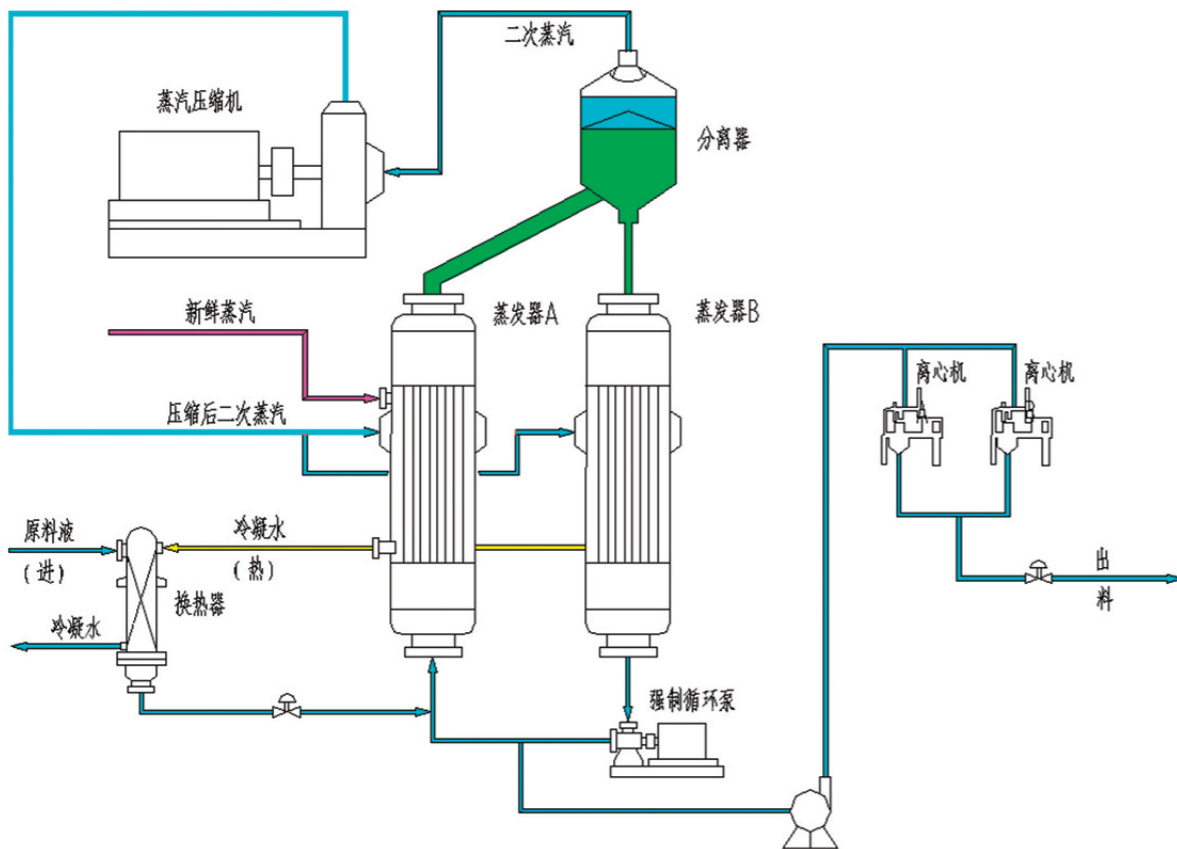 二次蒸汽
蒸汽压缩机
分离器
新鲜蒸汽
蒸发器A
蒸发器B
压缩后二次蒸汽
离心机
离心机
原料液
(进)
冷凝水
(热)
换热器
冷凝水
出
料
强制循环泵